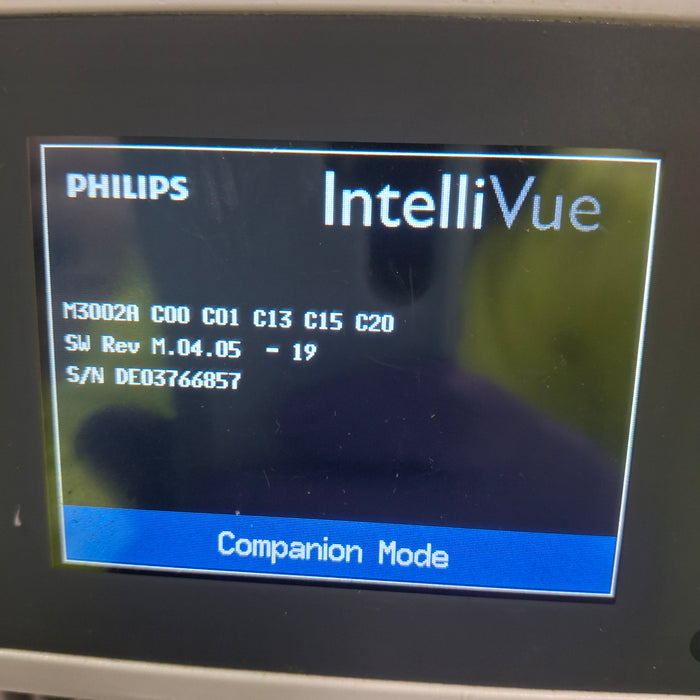 PHILIPS
IntelliVue
M3002A C00 C01 C13 C15 C20
SW Rev M.04.05 - 19
S/N DE03766857
Companion Mode